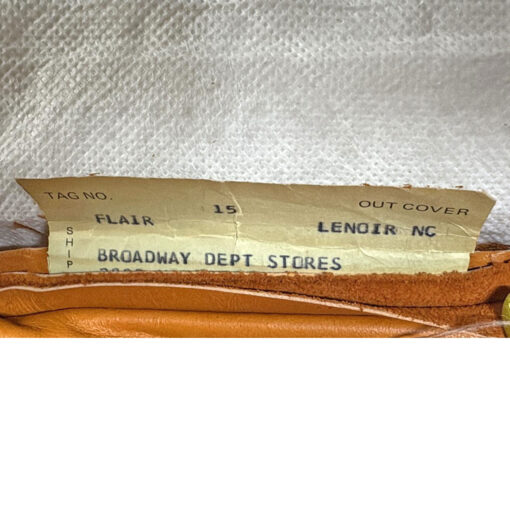 TAG NO. OUT COVER
FLAIR 15 LENOIR NC
SHIP
BROADWAY DEPT STORES